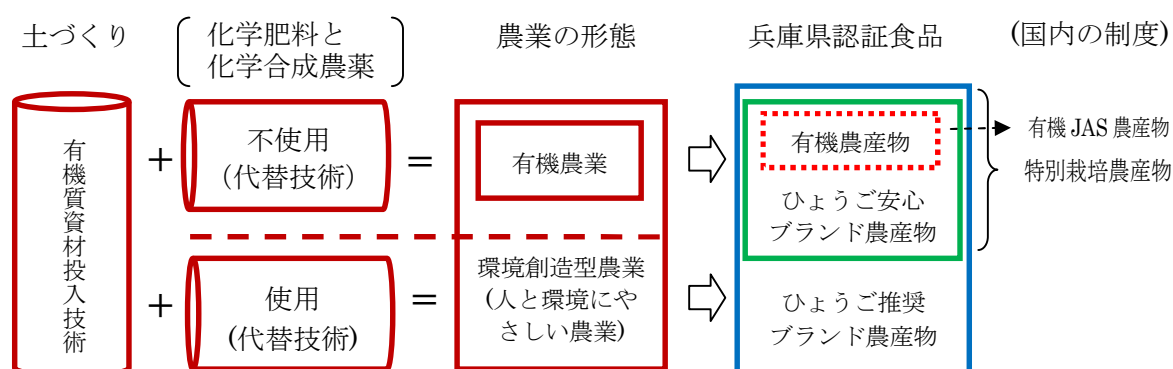 土づくり
化学肥料と
化学合成農薬
農業の形態
兵庫県認証食品
(国内の制度)
有機質資材投入技術
+
不使用
(代替技術)
=
有機農業
有機農産物
有機 JAS 農産物
特別栽培農産物
ひょうご安心
ブランド農産物
+
使用
(代替技術)
=
環境創造型農業
(人と環境にや
さしい農業)
ひょうご推奨
ブランド農産物